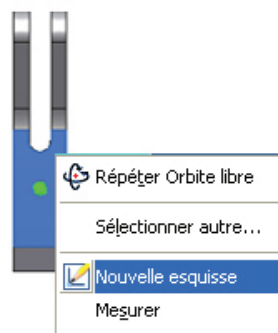 Répéter Orbite libre
Sélectionner autre...
Nouvelle esquisse
Mesurer